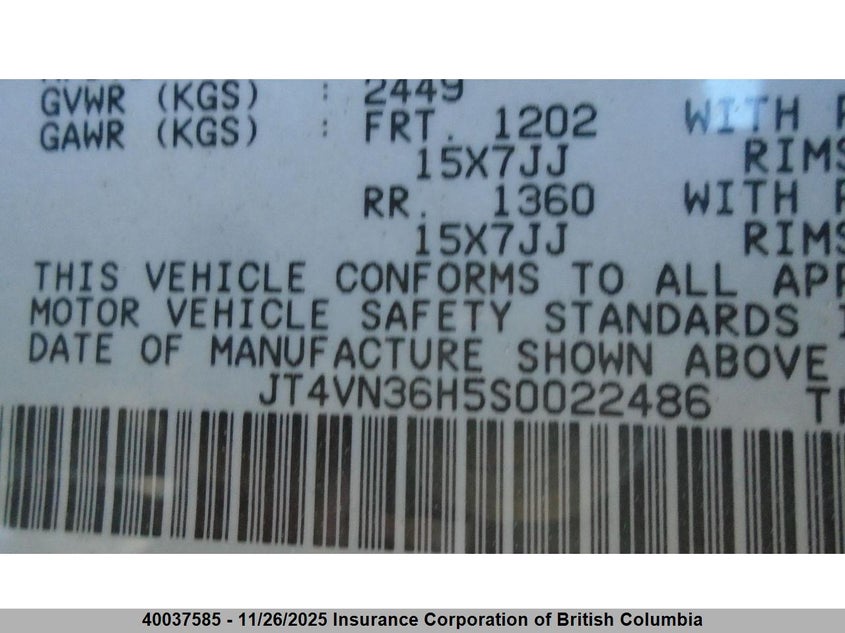 GVWR (KGS) : 2449
GAWR (KGS) : FRT. 1202 WITH
15X7JJ RIMS
RR. 1360 WITH
15X7JJ RIMS
THIS VEHICLE CONFORMS TO ALL APP
MOTOR VEHICLE SAFETY STANDARDS
DATE OF MANUFACTURE SHOWN ABOVE
JT4VN36H5S0022486
40037585 - 11/26/2025 Insurance Corporation of British Columbia